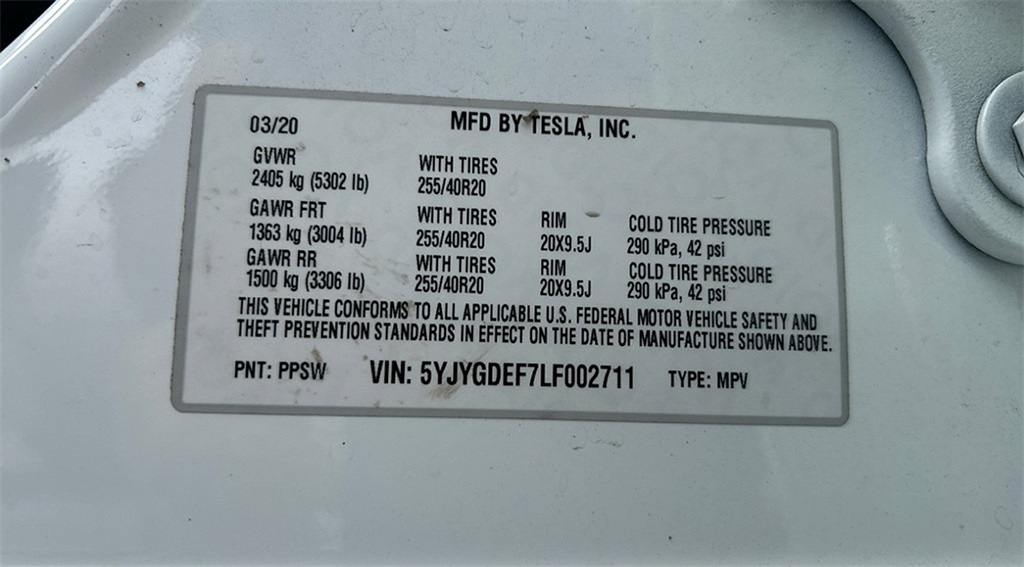 03/20 MFD BY TESLA, INC.
GVWR WITH TIRES
2405 kg (5302 lb) 255/40R20
GAWR FRT WITH TIRES RIM COLD TIRE PRESSURE
1363 kg (3004 lb) 255/40R20 20X9.5J 290 kPa, 42 psi
GAWR RR WITH TIRES RIM COLD TIRE PRESSURE
1500 kg (3306 lb) 255/40R20 20X9.5J 290 kPa, 42 psi
THIS VEHICLE CONFORMS TO ALL APPLICABLE U.S. FEDERAL MOTOR VEHICLE SAFETY AND
THEFT PREVENTION STANDARDS IN EFFECT ON THE DATE OF MANUFACTURE SHOWN ABOVE.
PNT: PPSW VIN: 5YJYGDEF7LF002711 TYPE: MPV